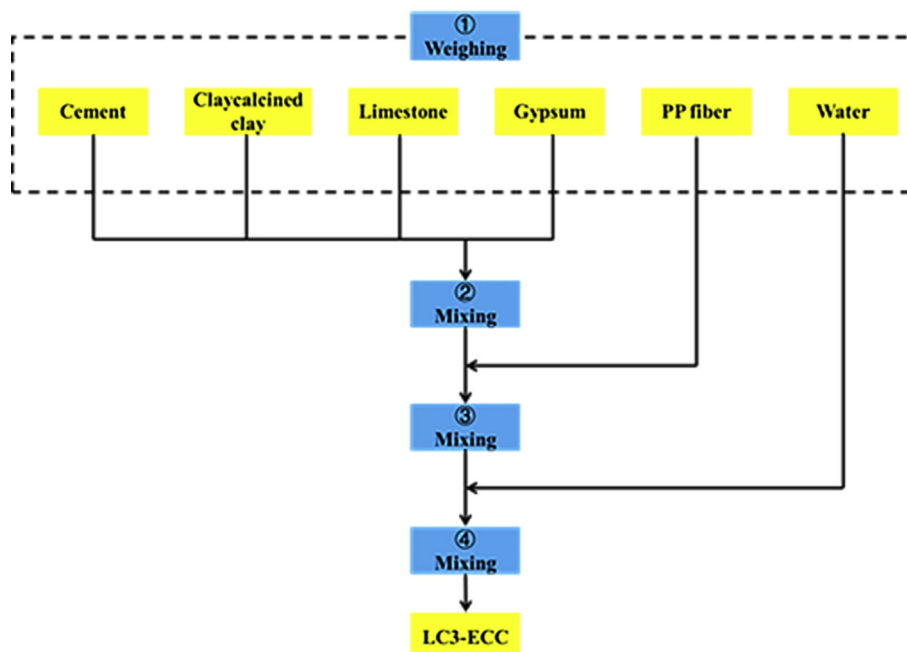 ①
Weighing
Cement
Claycalcined
clay
Limestone
Gypsum
PP fiber
Water
②
Mixing
③
Mixing
④
Mixing
LC3-ECC